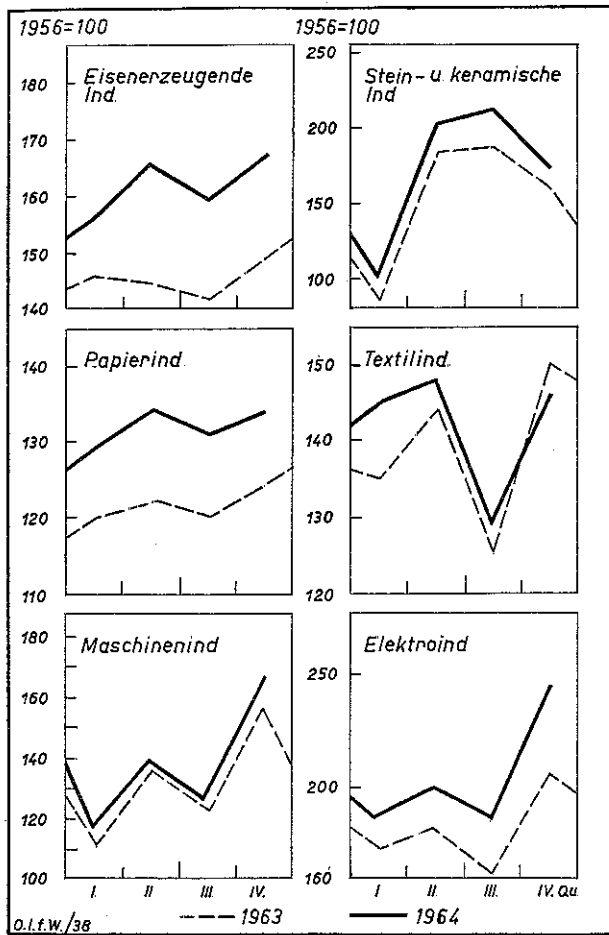 1956=100
1956=100
Eisenerzeugende
Ind.
180
170
160
150
140
Stein- u. keramische
Ind
250
200
150
100
Papierind.
140
130
120
110
Textilind.
150
140
130
120
Maschinenind
180
160
140
120
100
I.
II
III.
IV.
Elektroind
250
200
160
I
II.
III.
IV. Qu.
Ö.I.f.W./38
1963
1964